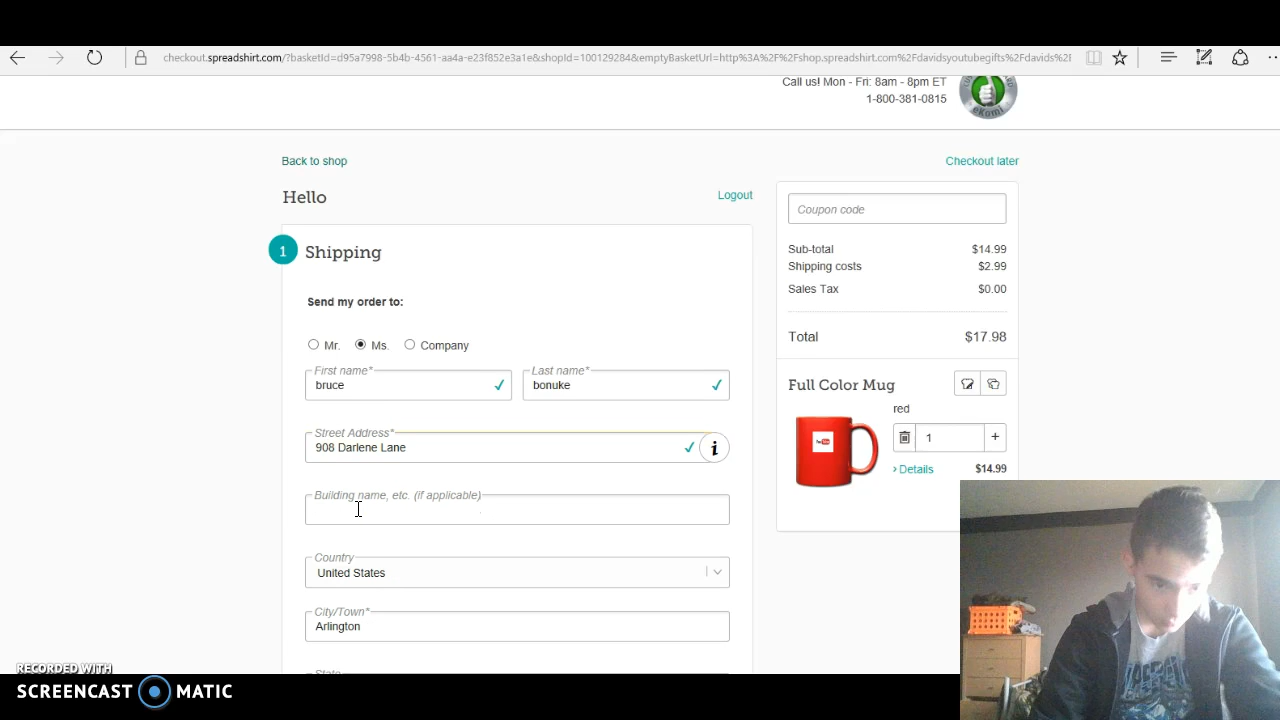 checkout.spreadshirt.com/?basketId=d95a7998-5b4b-4561-aa4a-e23f852e3a1e&shopId=100129284&emptyBasketUrl=http%3A%2F%2Fshop.spreadshirt.com%2Fdavidsyoutubegifts%2Fdavids%2
Call us! Mon - Fri: 8am - 8pm ET
1-800-381-0815
eKomi
Back to shop
Checkout later
Hello
Logout
Coupon code
1 Shipping
Sub-total $14.99
Shipping costs $2.99
Sales Tax $0.00
Send my order to:
Total $17.98
Mr. Ms. Company
First name*
bruce
Last name*
bonuke
Full Color Mug
red
1 +
Details $14.99
Street Address*
908 Darlene Lane
i
Building name, etc. (if applicable)
Country
United States
City/Town*
Arlington
RECORDED WITH
SCREENCAST MATIC